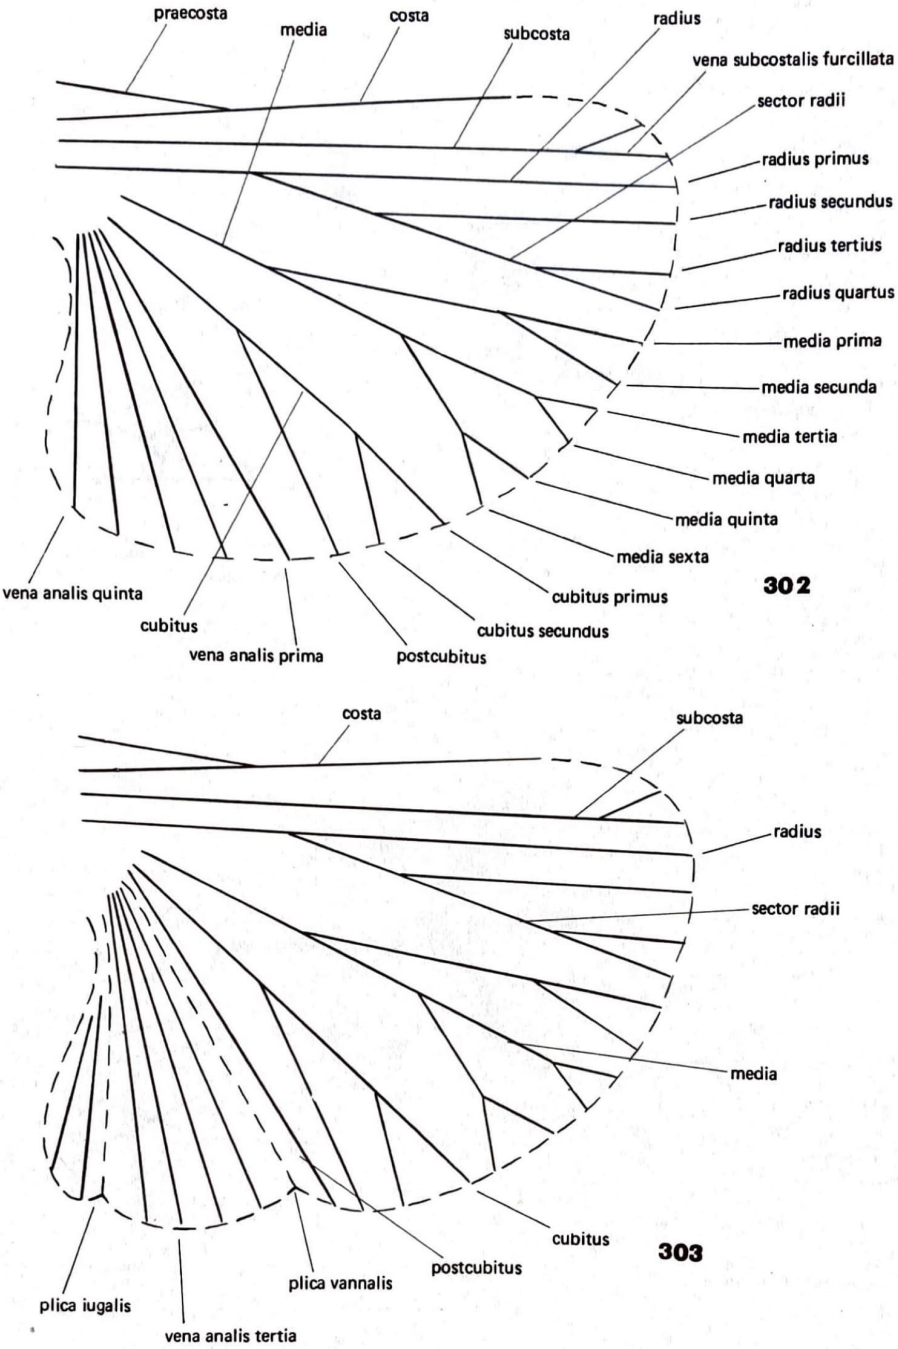 praecosta
costa
radius
media
subcosta
vena subcostalis furcillata
sector radii
radius primus
radius secundus
radius tertius
radius quartus
media prima
media secunda
media tertia
media quarta
media quinta
media sexta
302
vena analis quinta
cubitus primus
cubitus
cubitus secundus
vena analis prima
postcubitus
costa
subcosta
radius
sector radii
media
cubitus
303
postcubitus
plica vannalis
plica iugalis
vena analis tertia